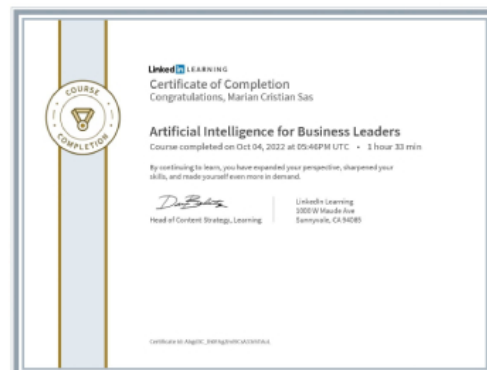 COURSE
COMPLETION
Linked in LEARNING
Certificate of Completion
Congratulations, Marian Cristian Sas
Artificial Intelligence for Business Leaders
Course completed on Oct 04, 2022 at 05:46PM UTC • 1 hour 33 min
By continuing to learn, you have expanded your perspective, sharpened your
skills, and made yourself even more in demand.
Head of Content Strategy, Learning
LinkedIn Learning
1000 W Maude Ave
Sunnyvale, CA 94085
Certificate Id: